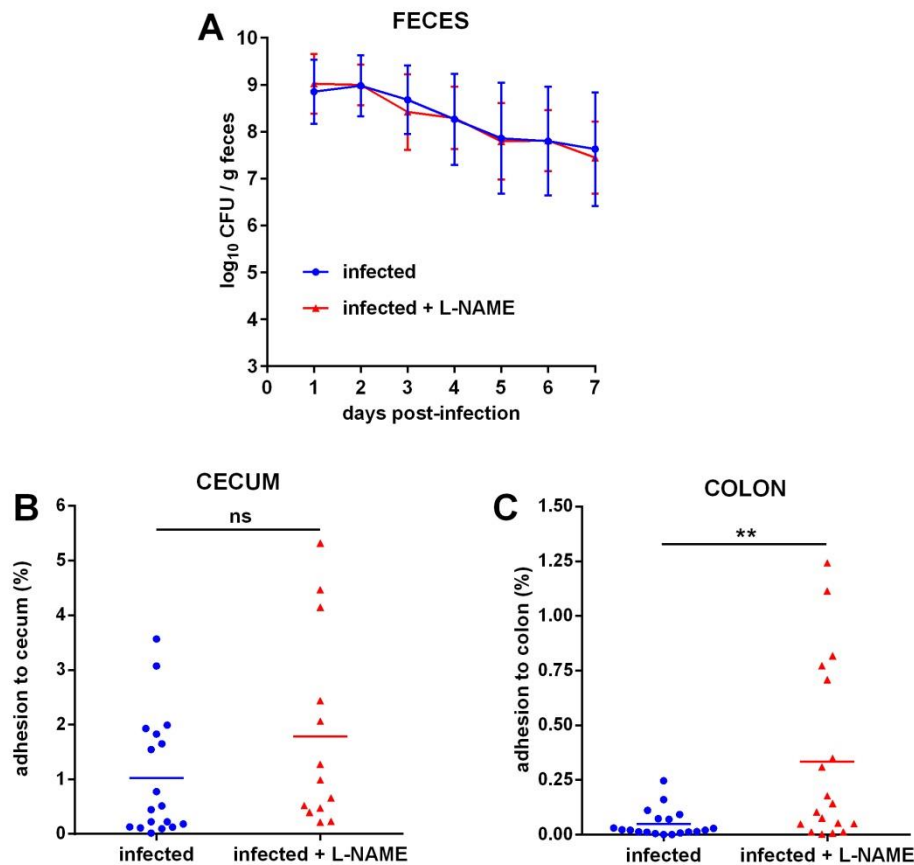 A
FECES
10
9
8
7
6
5
4
3
log₁₀ CFU / g feces
infected
infected + L-NAME
0 1 2 3 4 5 6 7
days post-infection
B
CECUM
6
5
4
3
2
1
0
adhesion to cecum (%)
ns
infected infected + L-NAME
C
COLON
1.50
1.25
1.00
0.75
0.50
0.25
0.00
adhesion to colon (%)
**
infected infected + L-NAME